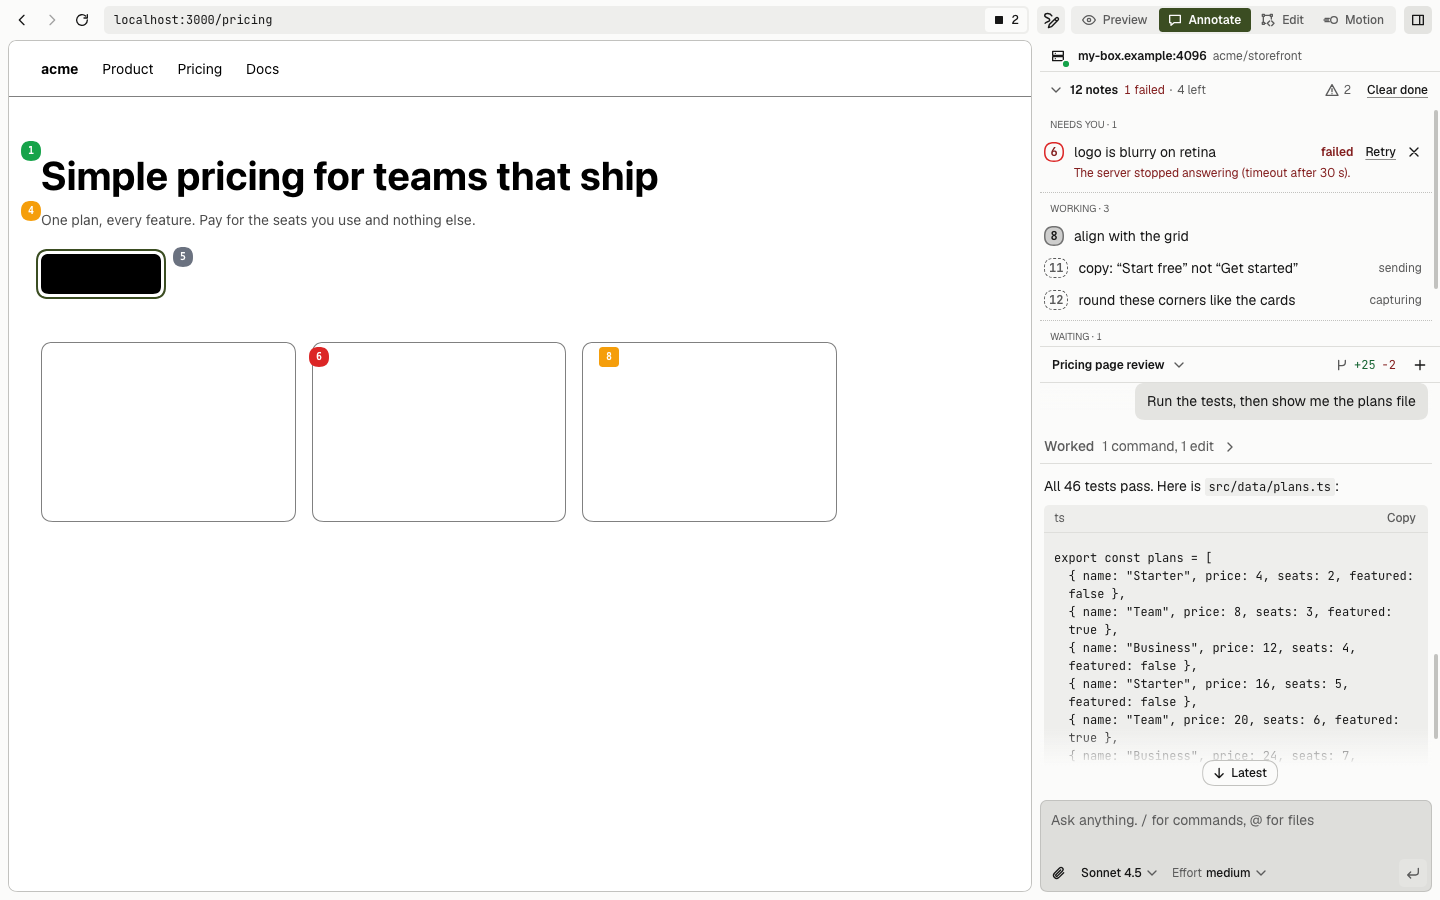 localhost:3000/pricing
2
Preview
Annotate
Edit
Motion
acme Product Pricing Docs
1
Simple pricing for teams that ship
4
One plan, every feature. Pay for the seats you use and nothing else.
5
6
8
my-box.example:4096 acme/storefront
12 notes 1 failed · 4 left 2 Clear done
NEEDS YOU · 1
6 logo is blurry on retina failed Retry
The server stopped answering (timeout after 30 s).
WORKING · 3
8 align with the grid
11 copy: “Start free” not “Get started” sending
12 round these corners like the cards capturing
WAITING · 1
Pricing page review +25 -2
Run the tests, then show me the plans file
Worked 1 command, 1 edit
All 46 tests pass. Here is src/data/plans.ts:
ts Copy
export const plans = [
{ name: "Starter", price: 4, seats: 2, featured:
false },
{ name: "Team", price: 8, seats: 3, featured:
true },
{ name: "Business", price: 12, seats: 4,
featured: false },
{ name: "Starter", price: 16, seats: 5,
featured: false },
{ name: "Team", price: 20, seats: 6, featured:
true },
{ name: "Business", price: 24, seats: 7,
Latest
Ask anything. / for commands, @ for files
Sonnet 4.5 Effort medium